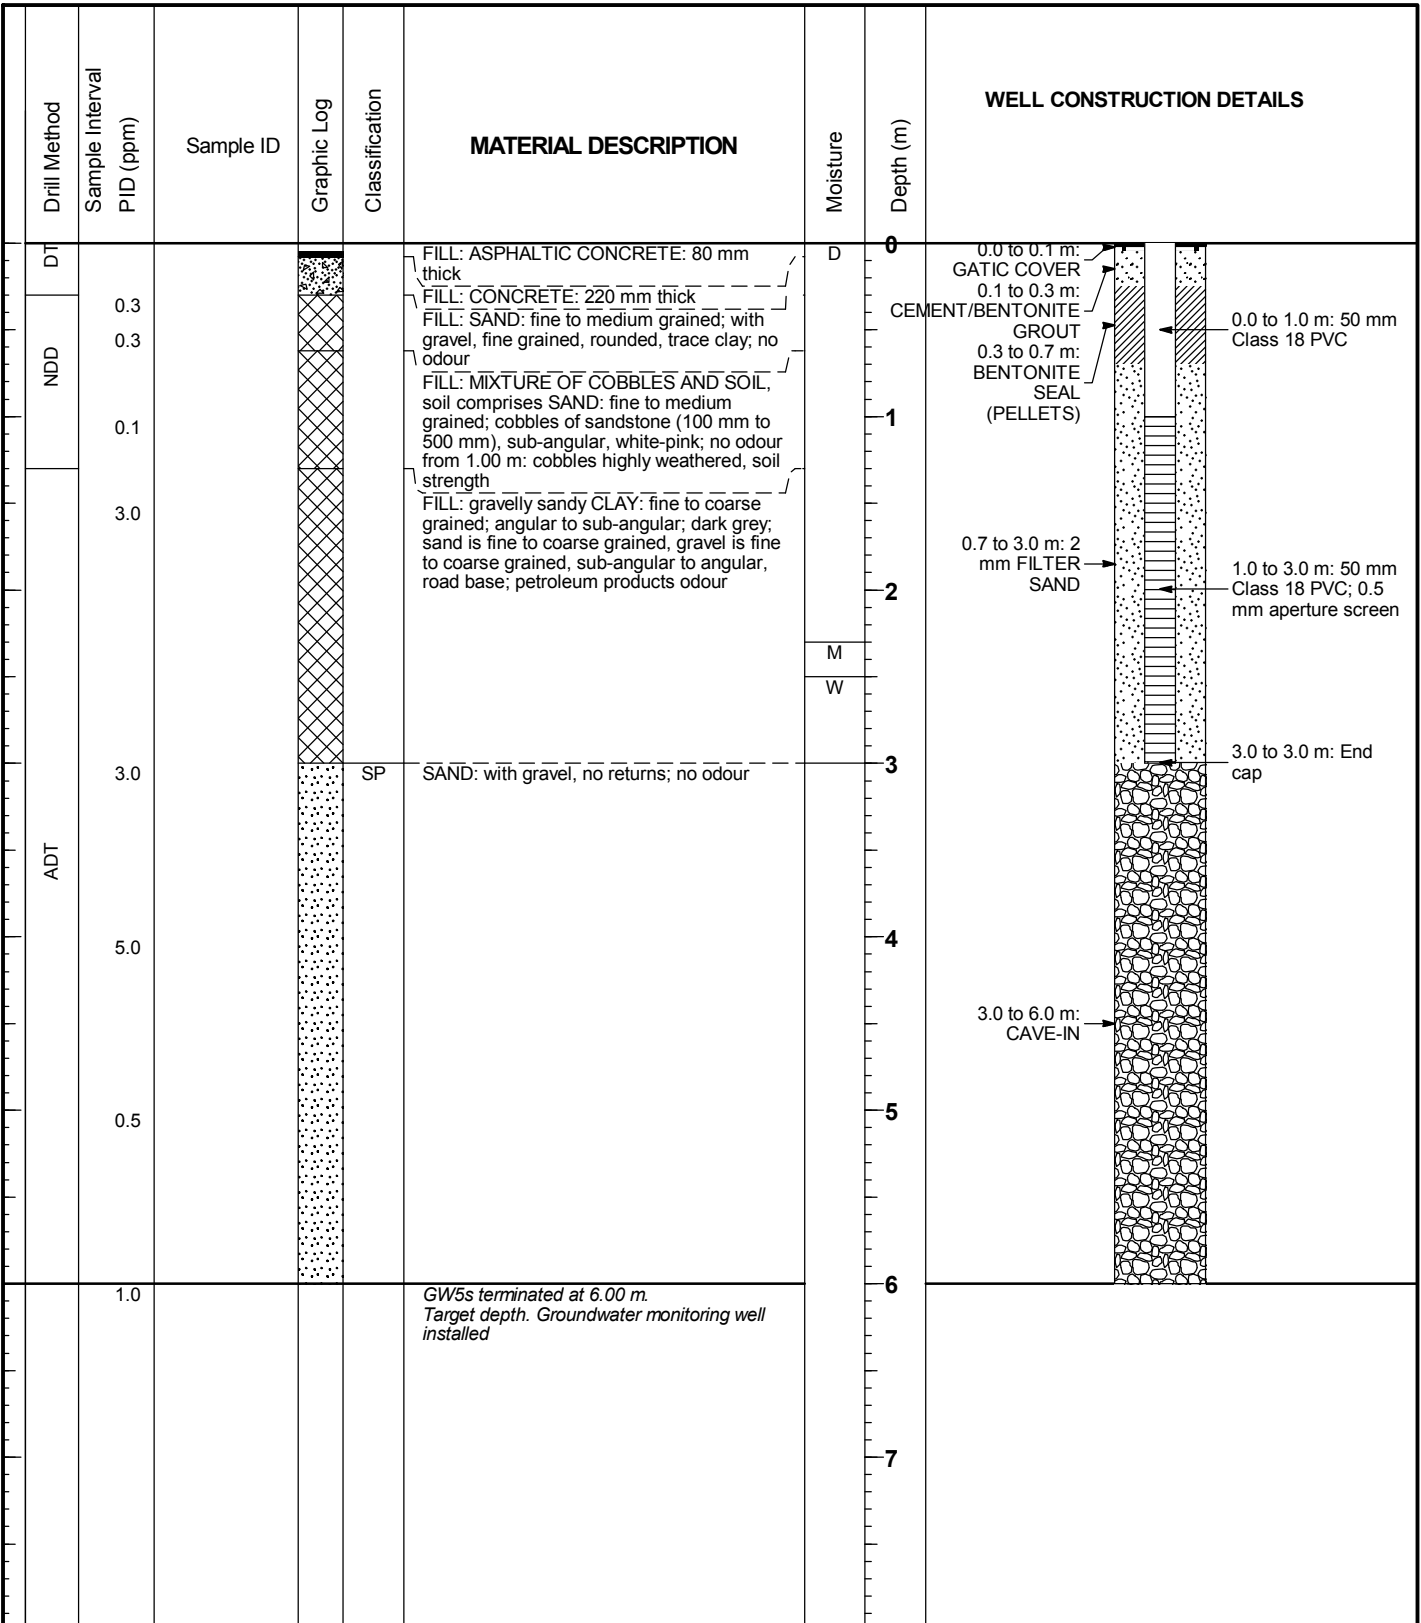 Drill Method
Sample Interval
PID (ppm)
Sample ID
Graphic Log
Classification
MATERIAL DESCRIPTION
Moisture
Depth (m)
WELL CONSTRUCTION DETAILS
DT
NDD
ADT
0.3
0.3
0.1
3.0
3.0
5.0
0.5
1.0
SP
FILL: ASPHALTIC CONCRETE: 80 mm
thick
FILL: CONCRETE: 220 mm thick
FILL: SAND: fine to medium grained; with
gravel, fine grained, rounded, trace clay; no
odour
FILL: MIXTURE OF COBBLES AND SOIL,
soil comprises SAND: fine to medium
grained; cobbles of sandstone (100 mm to
500 mm), sub-angular, white-pink; no odour
from 1.00 m: cobbles highly weathered, soil
strength
FILL: gravelly sandy CLAY: fine to coarse
grained; angular to sub-angular; dark grey;
sand is fine to coarse grained, gravel is fine
to coarse grained, sub-angular to angular,
road base; petroleum products odour
SAND: with gravel, no returns; no odour
GW5s terminated at 6.00 m.
Target depth. Groundwater monitoring well
installed
D
M
W
0
1
2
3
4
5
6
7
0.0 to 0.1 m:
GATIC COVER
0.1 to 0.3 m:
CEMENT/BENTONITE
GROUT
0.3 to 0.7 m:
BENTONITE
SEAL
(PELLETS)
0.7 to 3.0 m: 2
mm FILTER
SAND
3.0 to 6.0 m:
CAVE-IN
0.0 to 1.0 m: 50 mm
Class 18 PVC
1.0 to 3.0 m: 50 mm
Class 18 PVC; 0.5
mm aperture screen
3.0 to 3.0 m: End
cap